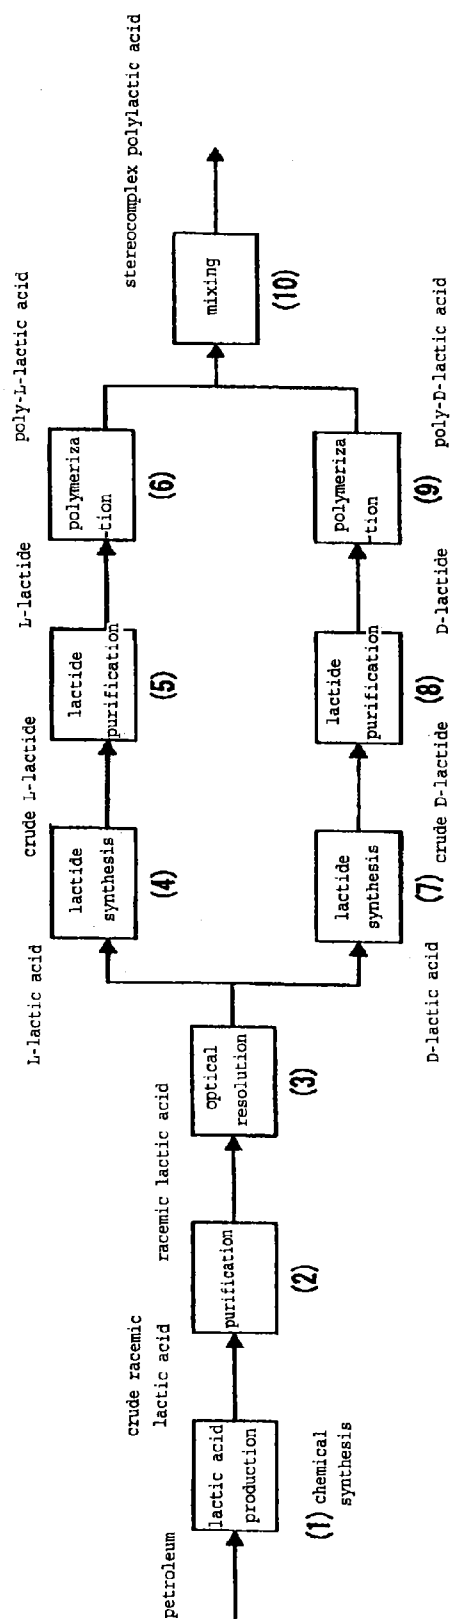 petroleum
lactic acid
production
(1) chemical
synthesis
crude racemic
lactic acid
purification
(2)
racemic lactic acid
optical
resolution
(3)
L-lactic acid
lactide
synthesis
(4)
crude L-lactide
lactide
purification
(5)
L-lactide
polymeriza
-tion
(6)
poly-L-lactic acid
D-lactic acid
lactide
synthesis
(7)
crude D-lactide
lactide
purification
(8)
D-lactide
polymeriza
-tion
(9)
poly-D-lactic acid
mixing
(10)
stereocomplex polylactic acid